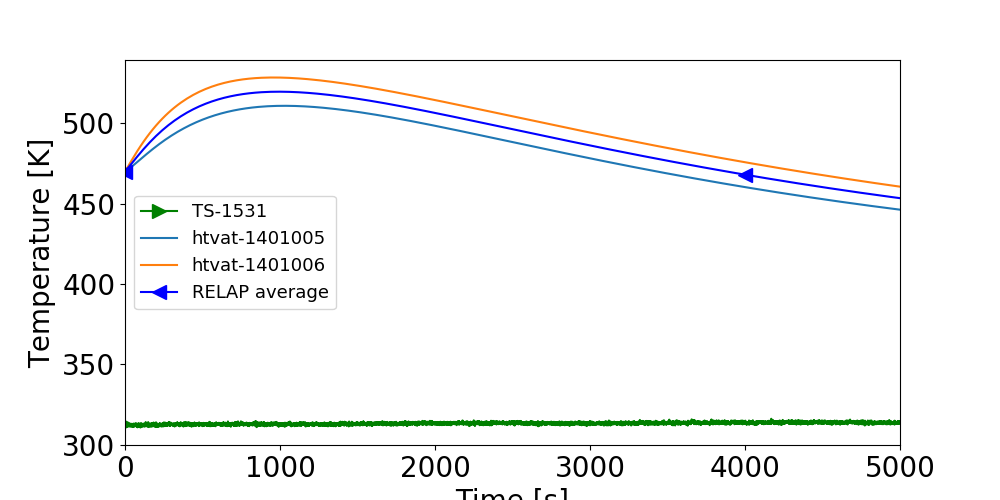 Temperature [K]
500
450
400
350
300
TS-1531
htvat-1401005
htvat-1401006
RELAP average
0 1000 2000 3000 4000 5000
Time [s]